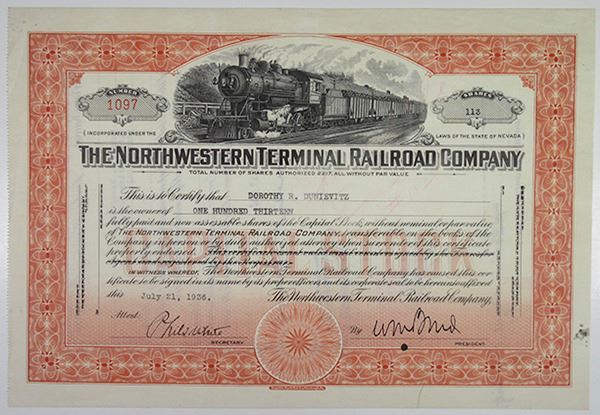 NUMBER
1097
SHARES
113
(INCORPORATED UNDER THE
LAWS OF THE STATE OF NEVADA)
THE NORTHWESTERN TERMINAL RAILROAD COMPANY
TOTAL NUMBER OF SHARES AUTHORIZED 2217, ALL WITHOUT PAR VALUE
This is to Certify that DOROTHY R. DUNIEVITZ
is the owner of ONE HUNDRED THIRTEEN
fully paid and non assessable shares of the Capital Stock, without nominal or par value
of THE NORTHWESTERN TERMINAL RAILROAD COMPANY, transferable on the books of the
Company in person or by duly authorized attorney upon surrender of this certificate
properly endorsed.
IN WITNESS WHEREOF, The Northwestern Terminal Railroad Company has caused this cer-
tificate to be signed in its name by its proper officers and its corporate seal to be hereunto affixed
this July 21, 1936. The Northwestern Terminal Railroad Company,
Attest: By
SECRETARY. PRESIDENT.